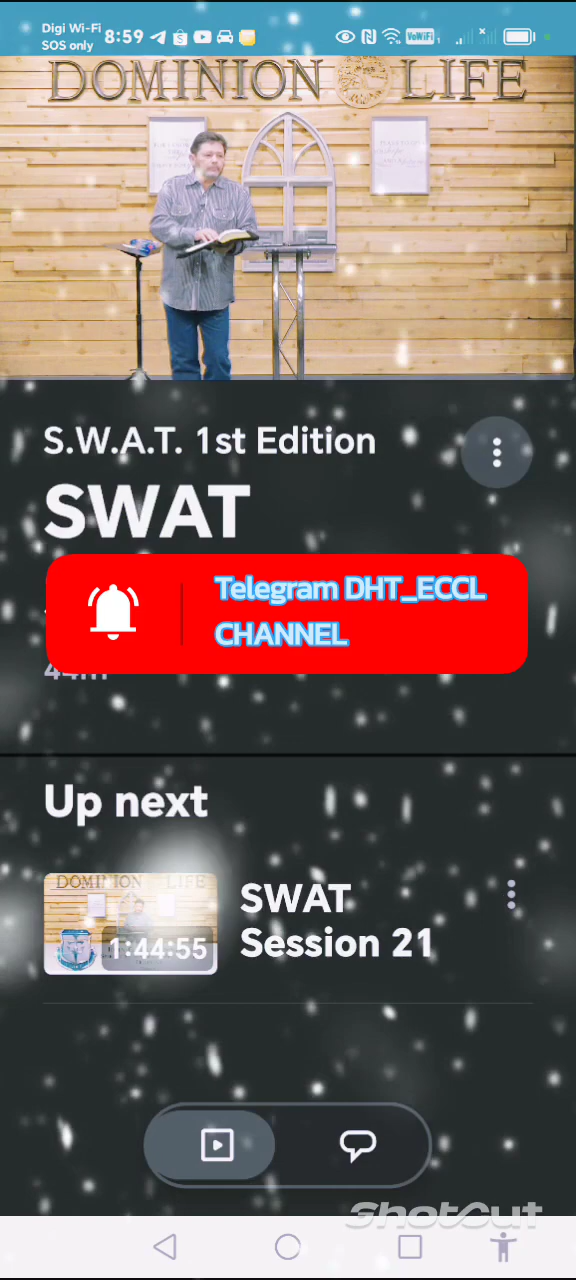 Digi Wi-Fi
SOS only
8:59
VoWiFi
DOMINION LIFE
S.W.A.T. 1st Edition
SWAT
Telegram DHT_ECCL
CHANNEL
Up next
DOMINION LIFE
1:44:55
SWAT
Session 21
ShotCut